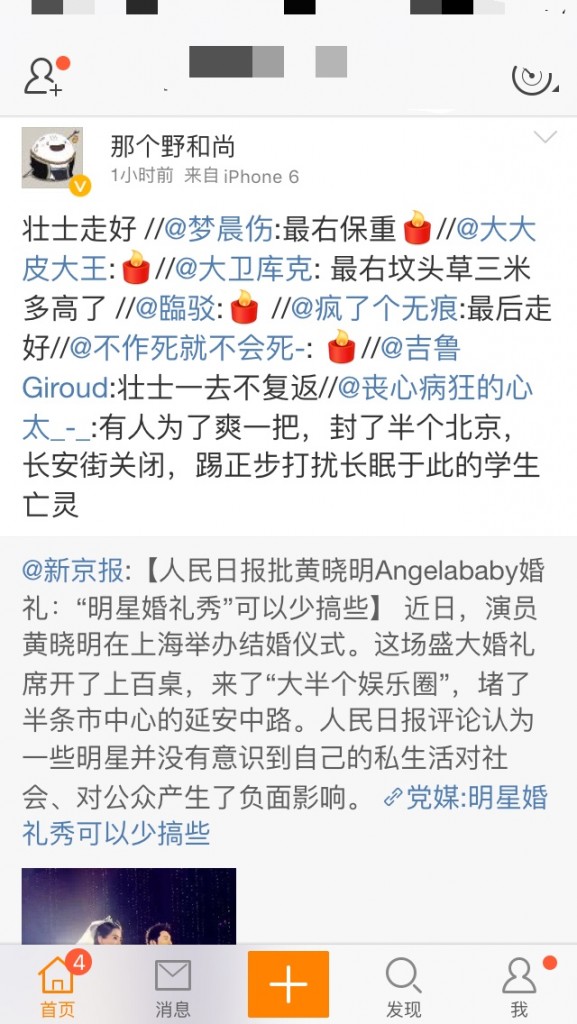 那个野和尚
1小时前 来自 iPhone 6
壮士走好 //@梦晨伤:最右保重 //@大大
皮大王: //@大卫库克: 最右坟头草三米
多高了 //@臨驳: //@疯了个无痕:最后走
好//@不作死就不会死-: //@吉鲁
Giroud:壮士一去不复返//@丧心病狂的心
太_-_:有人为了爽一把，封了半个北京，
长安街关闭，踢正步打扰长眠于此的学生
亡灵
@新京报:【人民日报批黄晓明Angelababy婚
礼：“明星婚礼秀”可以少搞些】 近日，演员
黄晓明在上海举办结婚仪式。这场盛大婚礼
席开了上百桌，来了“大半个娱乐圈”，堵了
半条市中心的延安中路。人民日报评论认为
一些明星并没有意识到自己的私生活对社
会、对公众产生了负面影响。 党媒:明星婚
礼秀可以少搞些
4
首页 消息 发现 我